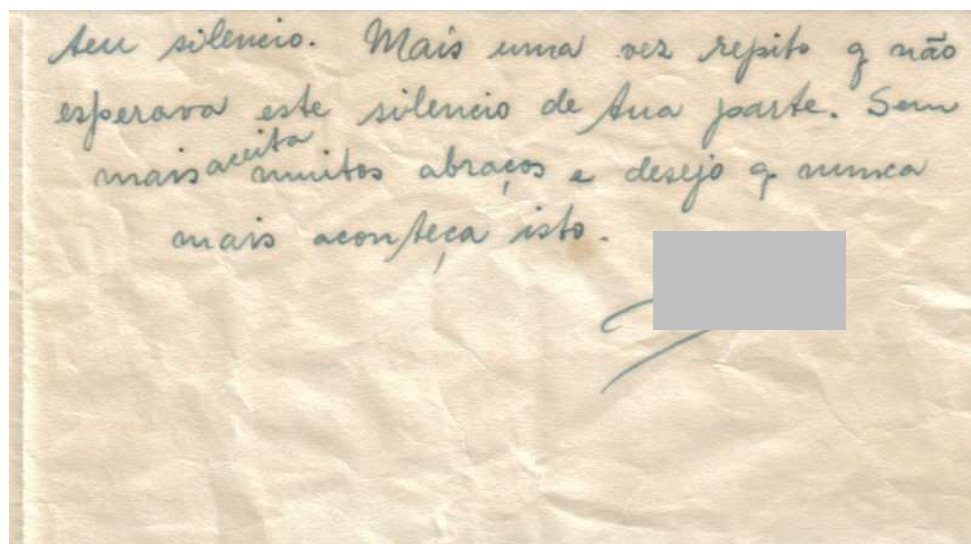 teu silencio. Mais uma vez repito q não
esperava este silencio de tua parte. Sem
mais aceita muitos abraços e desejo q nunca
mais aconteça isto.